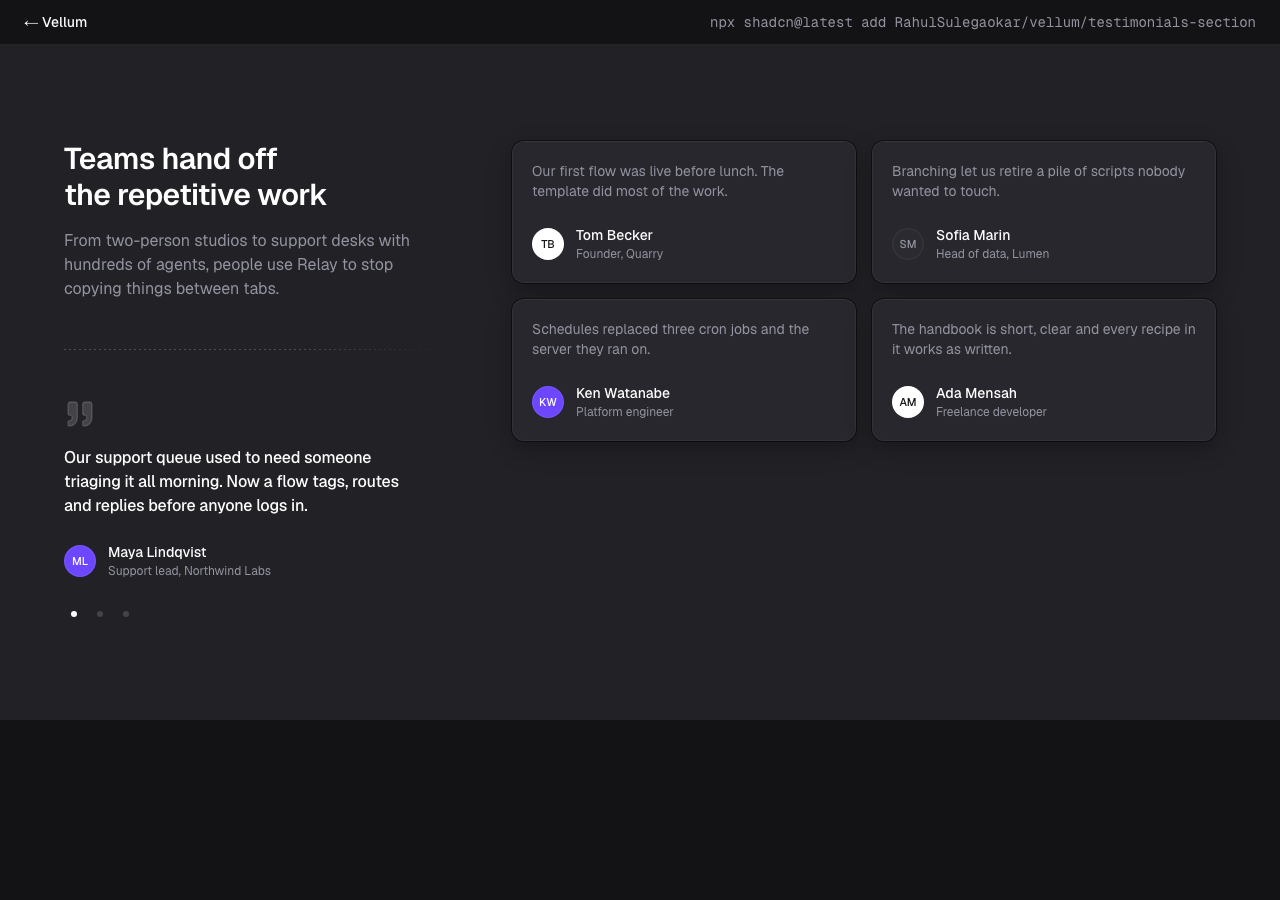 ← Vellum
npx shadcn@latest add RahulSulegaokar/vellum/testimonials-section
Teams hand off
the repetitive work
From two-person studios to support desks with
hundreds of agents, people use Relay to stop
copying things between tabs.
Our support queue used to need someone
triaging it all morning. Now a flow tags, routes
and replies before anyone logs in.
ML
Maya Lindqvist
Support lead, Northwind Labs
Our first flow was live before lunch. The
template did most of the work.
TB
Tom Becker
Founder, Quarry
Branching let us retire a pile of scripts nobody
wanted to touch.
SM
Sofia Marin
Head of data, Lumen
Schedules replaced three cron jobs and the
server they ran on.
KW
Ken Watanabe
Platform engineer
The handbook is short, clear and every recipe in
it works as written.
AM
Ada Mensah
Freelance developer